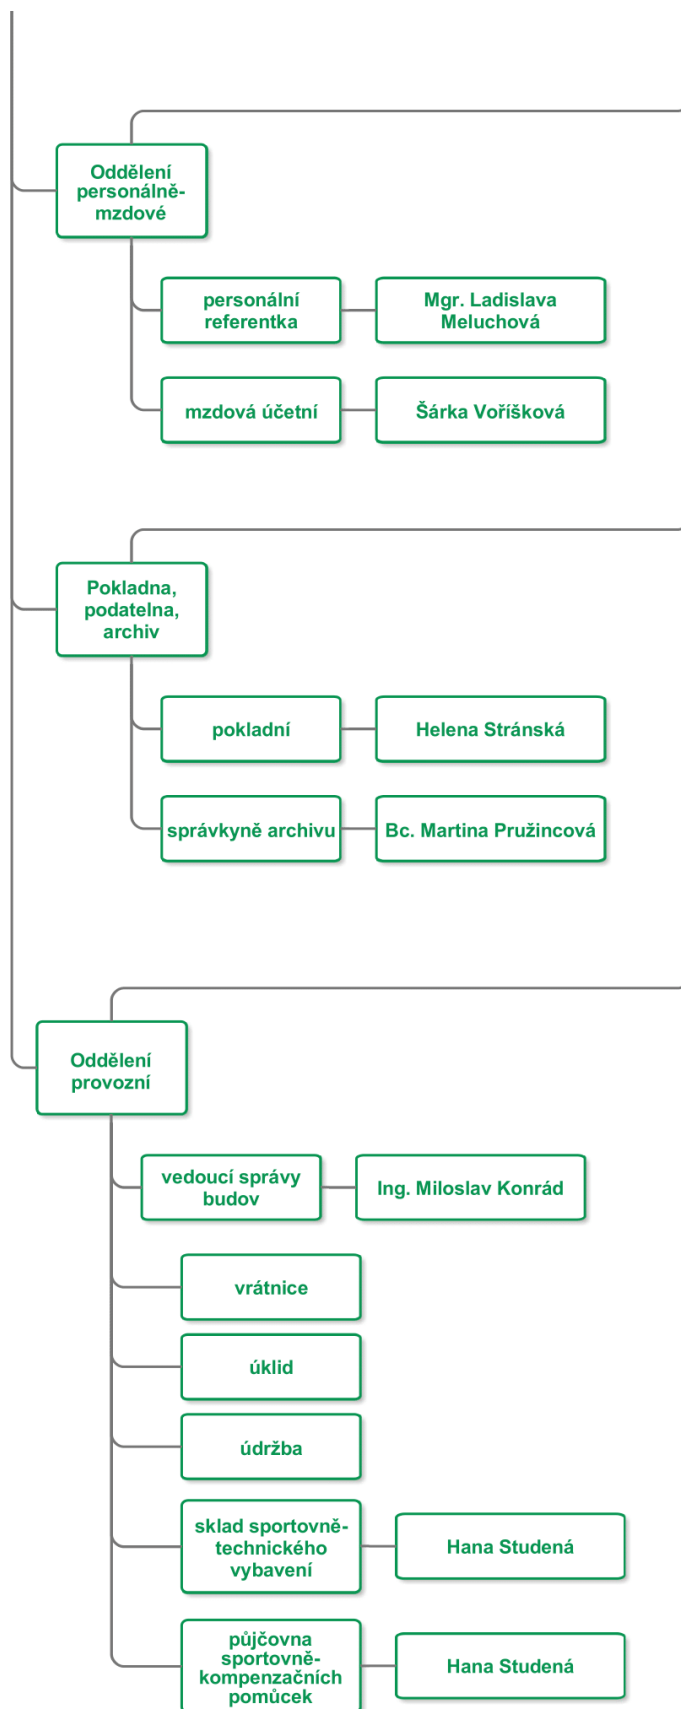 Oddělení
personálně-
mzdové
personální
referentka
Mgr. Ladislava
Meluchová
mzdová účetní
Šárka Voříšková
Pokladna,
podatelna,
archiv
pokladní
Helena Stránská
správkyně archivu
Bc. Martina Pružincová
Oddělení
provozní
vedoucí správy
budov
Ing. Miloslav Konrád
vrátnice
úklid
údržba
sklad sportovně-
technického
vybavení
Hana Studená
půjčovna
sportovně-
kompenzačních
pomůcek
Hana Studená